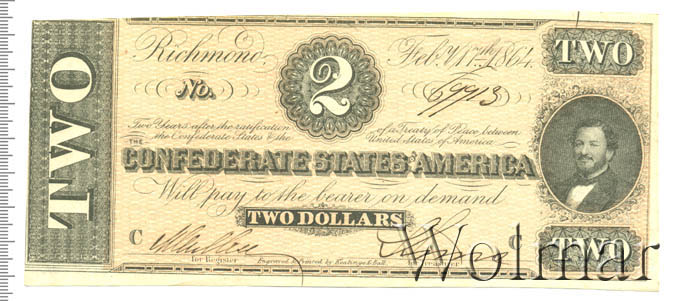 TWO
Richmond,
2
Feby. 17th 1864.
TWO
No.
69913
Two Years after the ratification of a Treaty of Peace between
the Confederate States & the United States of America
THE
CONFEDERATE STATES OF AMERICA
Will pay to the bearer on demand
TWO DOLLARS
C
C
for Register
Engraved & Printed by Keatinge & Ball.
for Treasurer
TWO
Wolmar